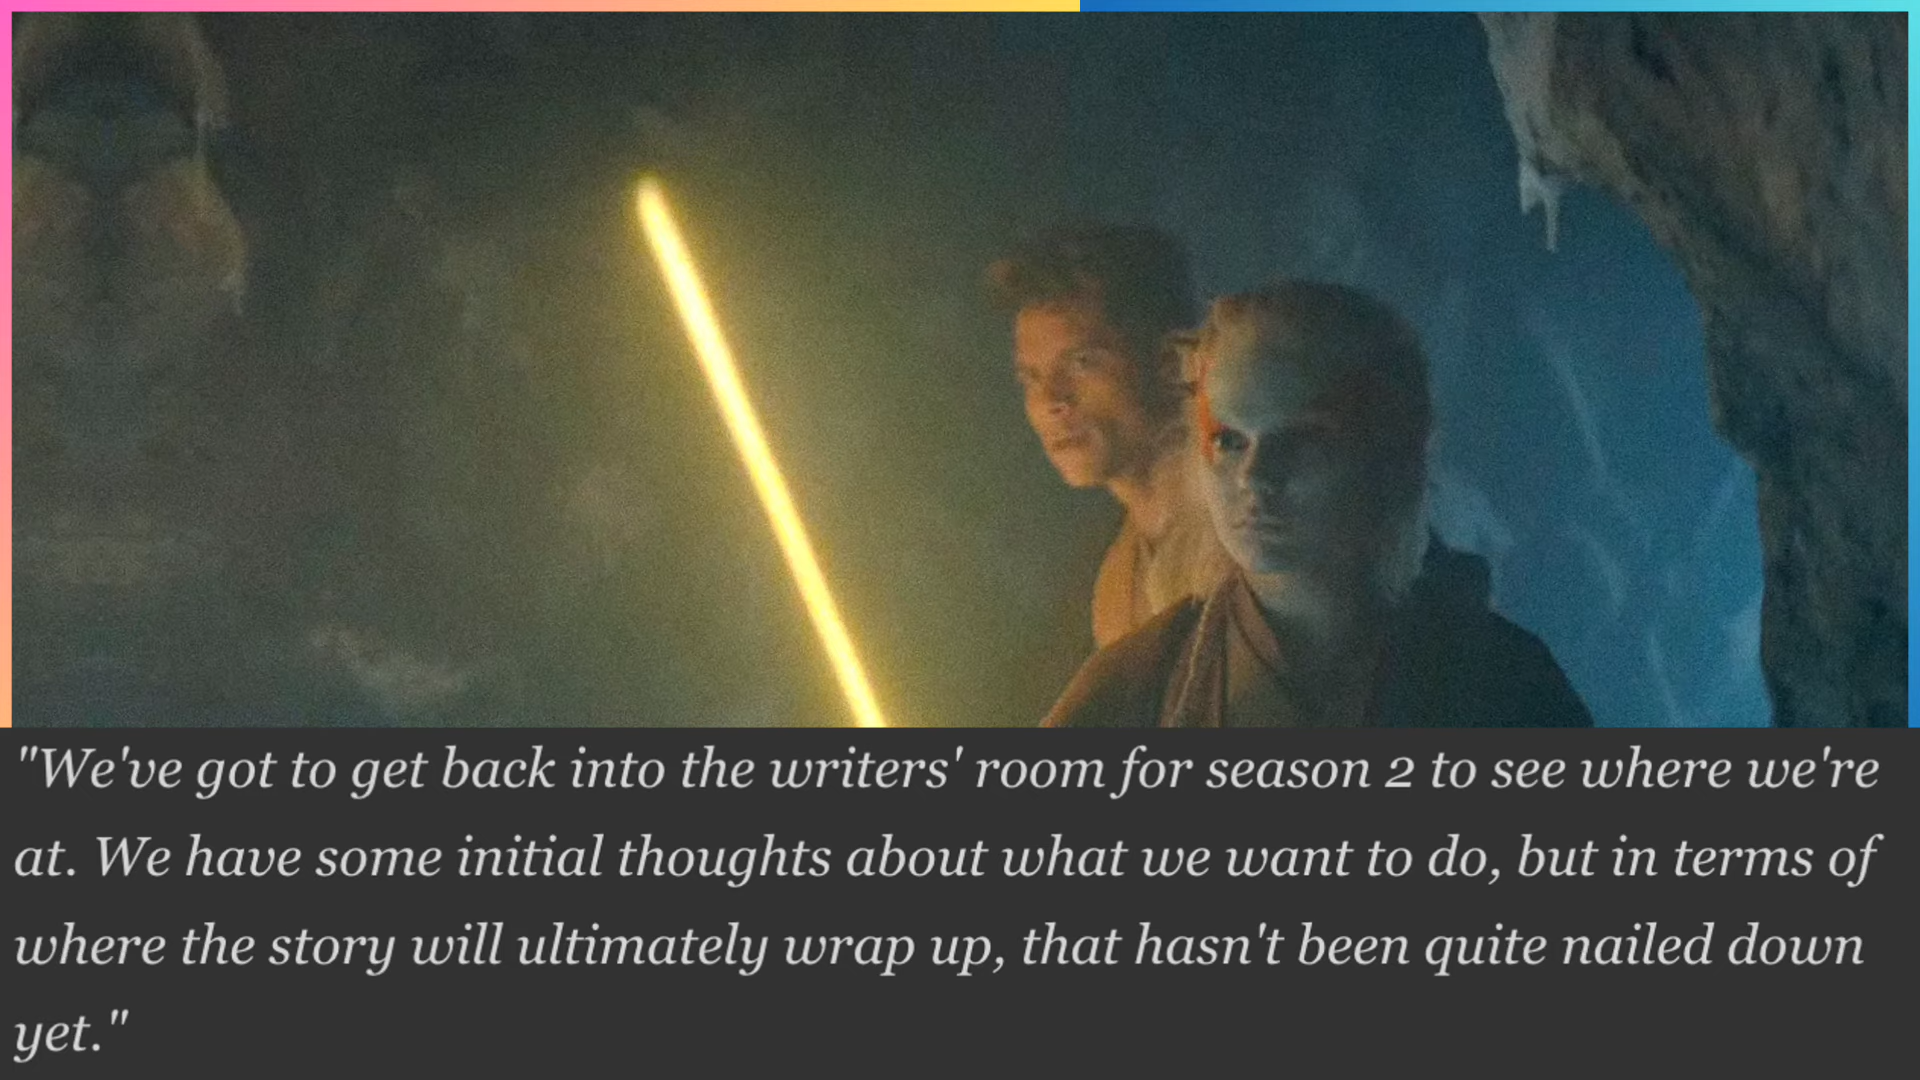 "We've got to get back into the writers' room for season 2 to see where we're
at. We have some initial thoughts about what we want to do, but in terms of
where the story will ultimately wrap up, that hasn't been quite nailed down
yet."